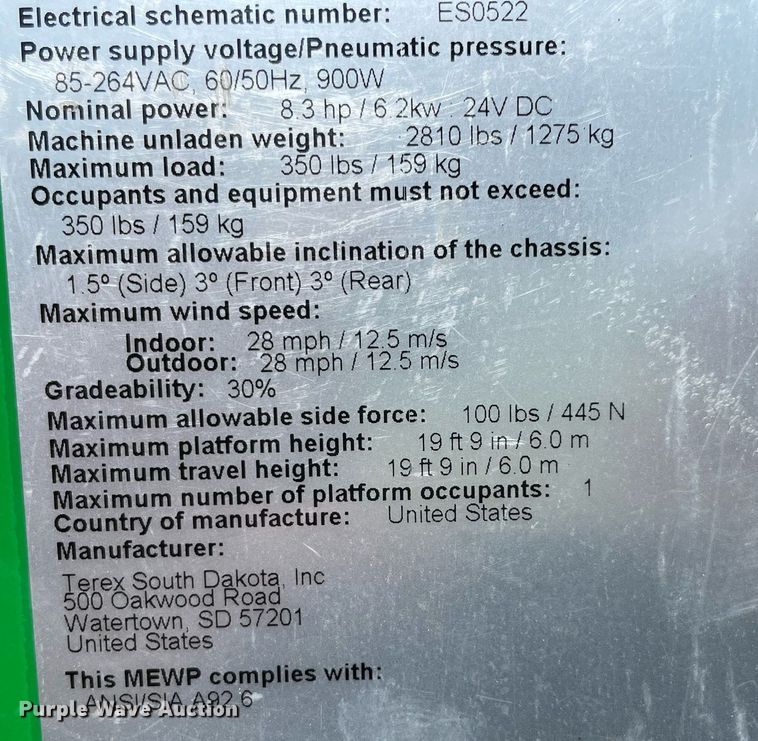 Electrical schematic number: ES0522
Power supply voltage/Pneumatic pressure:
85-264VAC, 60/50Hz, 900W
Nominal power: 8.3 hp / 6.2kw : 24V DC
Machine unladen weight: 2810 lbs / 1275 kg
Maximum load: 350 lbs / 159 kg
Occupants and equipment must not exceed:
350 lbs / 159 kg
Maximum allowable inclination of the chassis:
1.5º (Side) 3º (Front) 3º (Rear)
Maximum wind speed:
Indoor: 28 mph / 12.5 m/s
Outdoor: 28 mph / 12.5 m/s
Gradeability: 30%
Maximum allowable side force: 100 lbs / 445 N
Maximum platform height: 19 ft 9 in / 6.0 m
Maximum travel height: 19 ft 9 in / 6.0 m
Maximum number of platform occupants: 1
Country of manufacture: United States
Manufacturer:
Terex South Dakota, Inc
500 Oakwood Road
Watertown, SD 57201
United States
This MEWP complies with:
ANSI/SIA A92.6
Purple Wave Auction